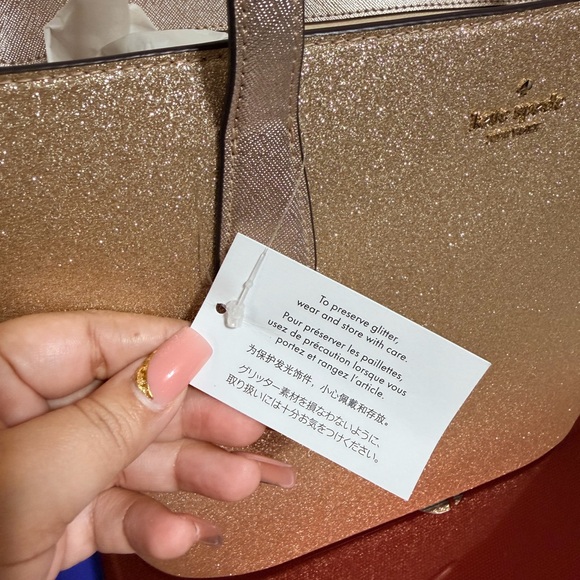 kate spade
NEW YORK
To preserve glitter,
wear and store with care.
Pour préserver les paillettes,
usez de précaution lorsque vous
portez et rangez l'article.
为保护发光饰件，小心佩戴和存放。
グリッター素材を損なわないように、
取り扱いには十分お気をつけください。